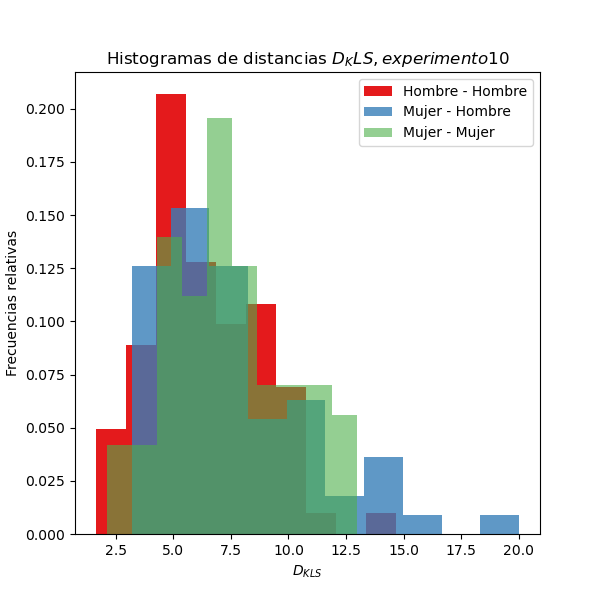 Histogramas de distancias D_KLS, experimento10
Hombre - Hombre
Mujer - Hombre
Mujer - Mujer
Frecuencias relativas
0.200
0.175
0.150
0.125
0.100
0.075
0.050
0.025
0.000
2.5 5.0 7.5 10.0 12.5 15.0 17.5 20.0
D_{KLS}